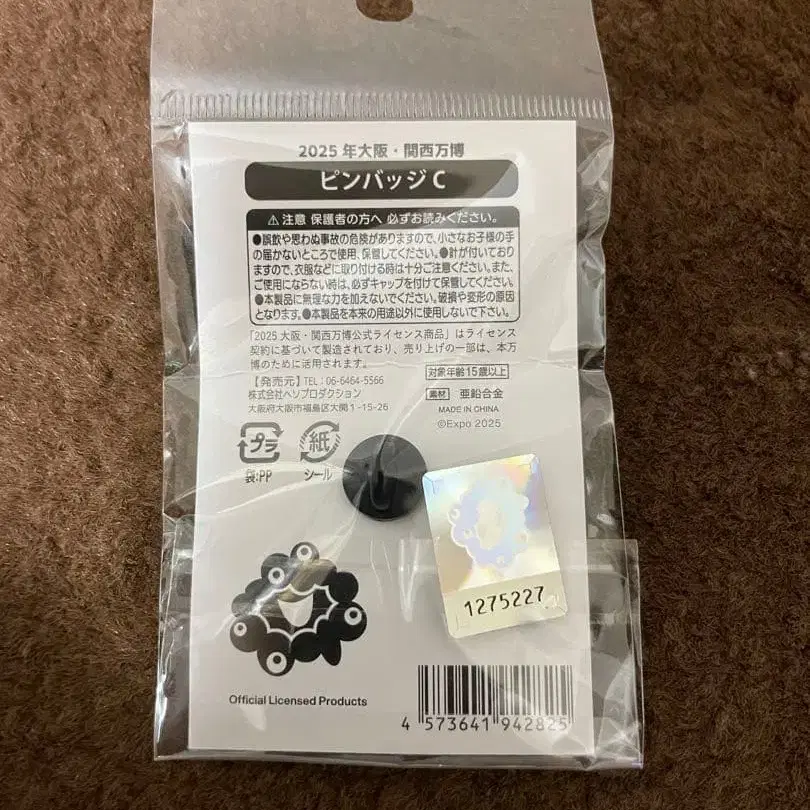 2025年大阪・関西万博
ピンバッジC
⚠注意 保護者の方へ 必ずお読みください。
●誤飲や思わぬ事故の危険がありますので、小さなお子様の手
の届かないところで使用、保管してください。●針が付いており
ますので、衣服などに取り付ける時は十分ご注意ください。また、
ご使用にならない時は、必ずキャップを付けて保管してください。
●本製品に無理な力を加えないでください。破損や変形の原因
となります。●本製品を本来の用途以外に使用しないで下さい。
「2025大阪・関西万博公式ライセンス商品」はライセンス
契約に基づいて製造されており、売り上げの一部は、本万
博のために活用されます。
対象年齢15歳以上
【発売元】TEL：06-6464-5566
株式会社ヘソプロダクション
大阪府大阪市福島区大開1-15-26
素材 亜鉛合金
MADE IN CHINA
©Expo 2025
プラ
袋:PP
紙
シール
1275227
Official Licensed Products
4 573641 942825